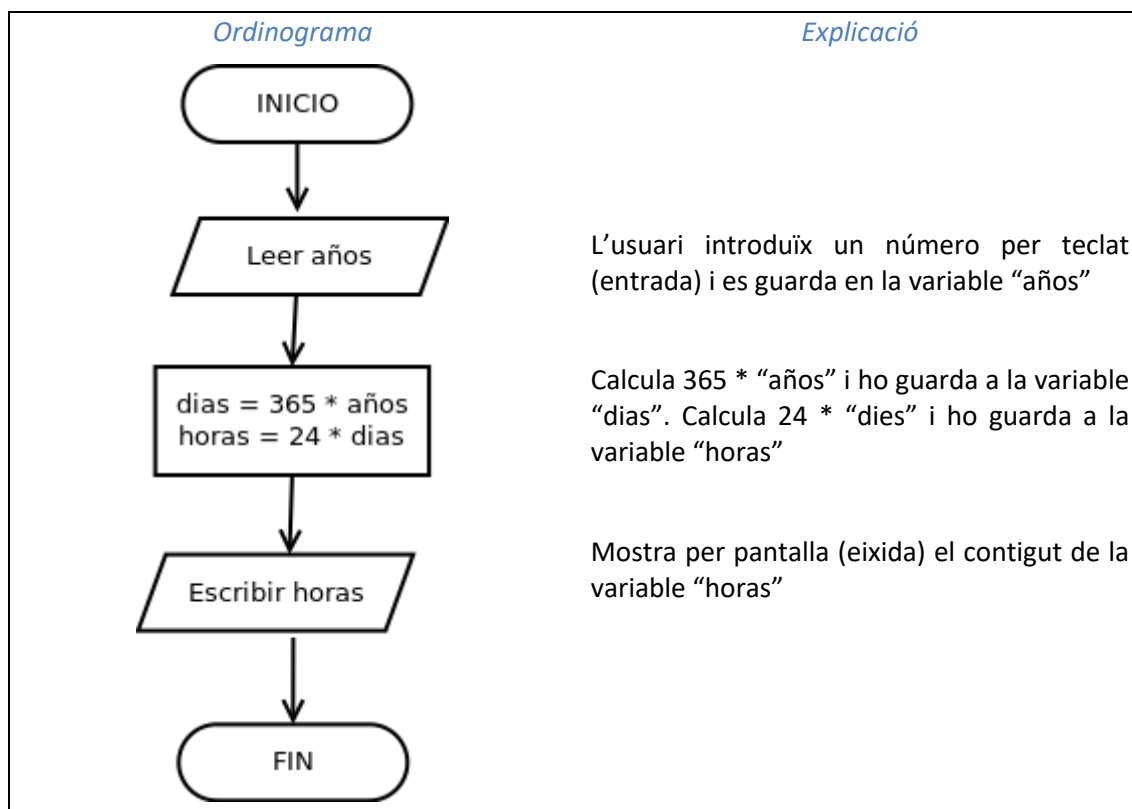 Ordinograma
Explicació
INICIO
Leer años
L’usuari introduïx un número per teclat
(entrada) i es guarda en la variable “años”
dias = 365 * años
horas = 24 * dias
Calcula 365 * “años” i ho guarda a la variable
“dias”. Calcula 24 * “dies” i ho guarda a la
variable “horas”
Escribir horas
Mostra per pantalla (eixida) el contigut de la
variable “horas”
FIN